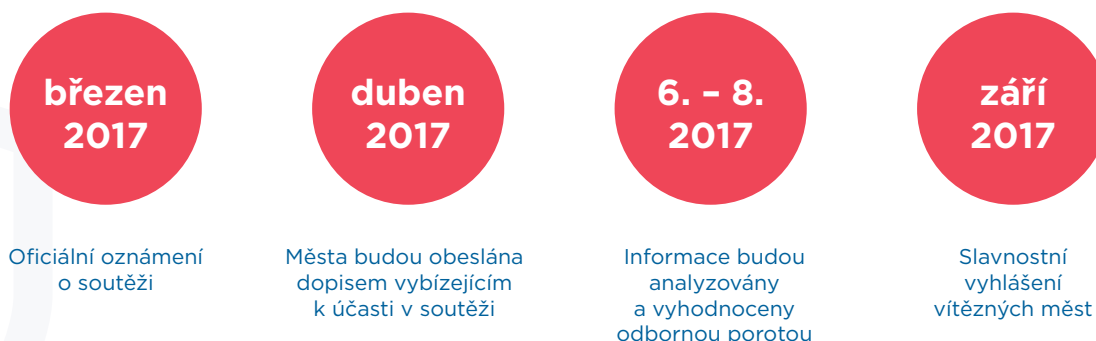 březen
2017
duben
2017
6. – 8.
2017
září
2017
Oficiální oznámení
o soutěži
Města budou obeslána
dopisem vybízejícím
k účasti v soutěži
Informace budou
analyzovány
a vyhodnoceny
odbornou porotou
Slavnostní
vyhlášení
vítězných měst